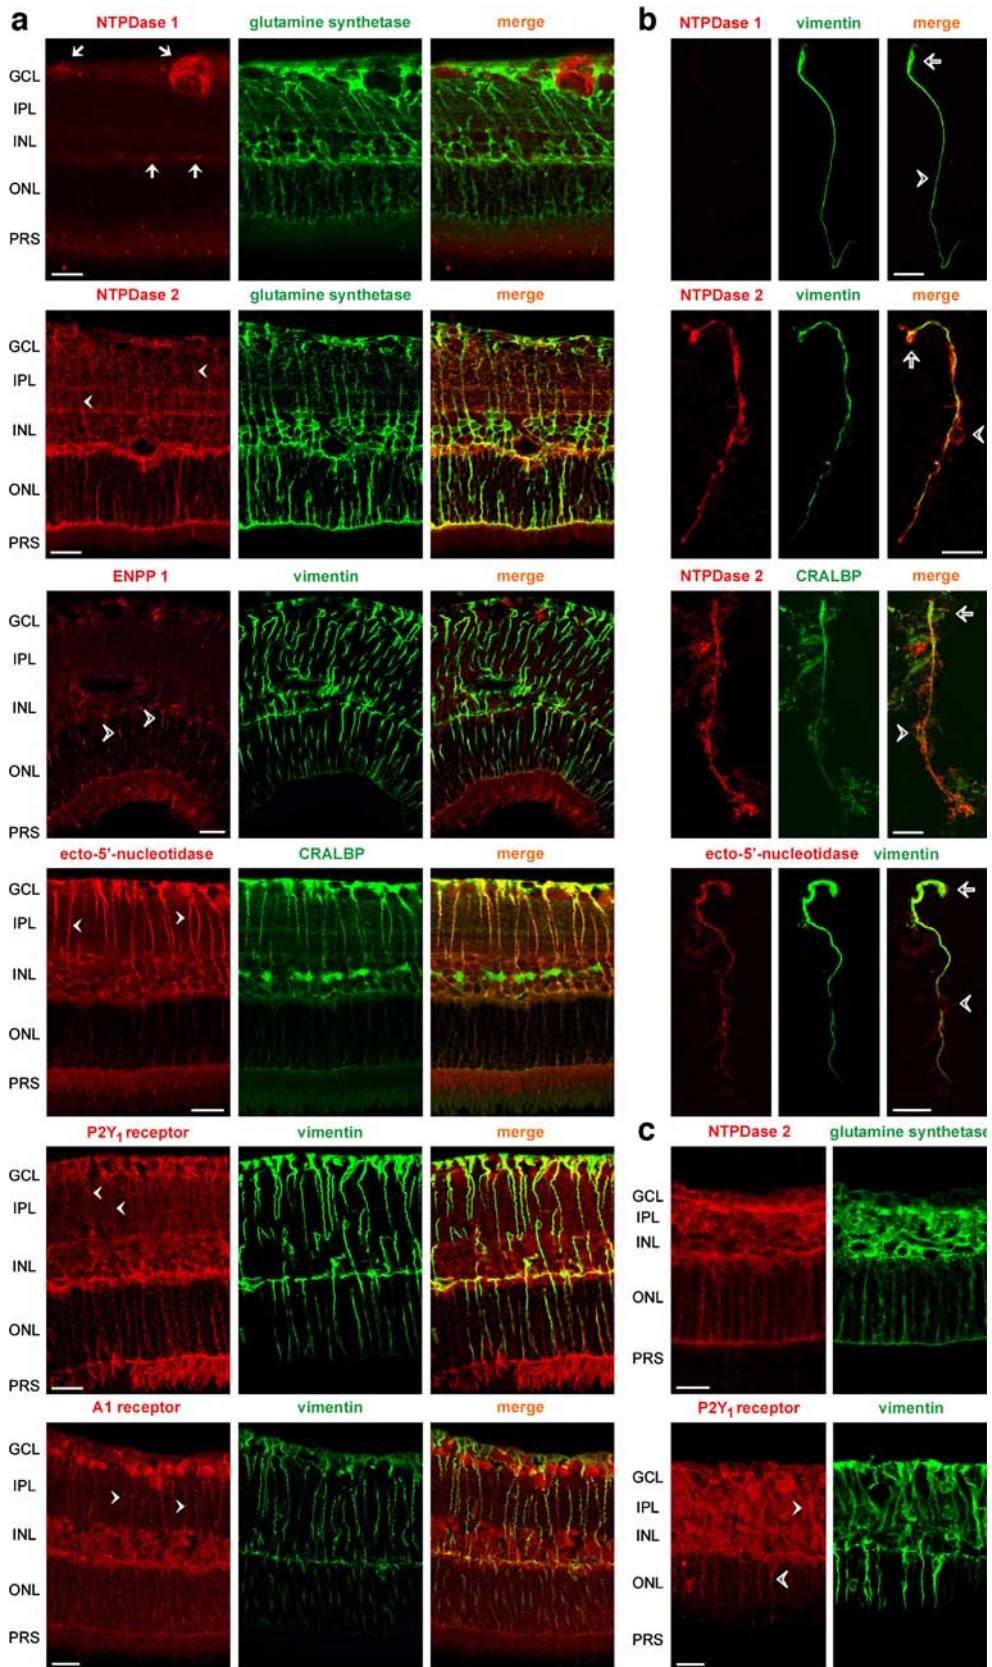 a
NTPDase 1 glutamine synthetase merge
GCL
IPL
INL
ONL
PRS
NTPDase 2 glutamine synthetase merge
GCL
IPL
INL
ONL
PRS
ENPP 1 vimentin merge
GCL
IPL
INL
ONL
PRS
ecto-5'-nucleotidase CRALBP merge
GCL
IPL
INL
ONL
PRS
P2Y1 receptor vimentin merge
GCL
IPL
INL
ONL
PRS
A1 receptor vimentin merge
GCL
IPL
INL
ONL
PRS
b
NTPDase 1 vimentin merge
NTPDase 2 vimentin merge
NTPDase 2 CRALBP merge
ecto-5'-nucleotidase vimentin
c
NTPDase 2 glutamine synthetase
GCL
IPL
INL
ONL
PRS
P2Y1 receptor vimentin
GCL
IPL
INL
ONL
PRS